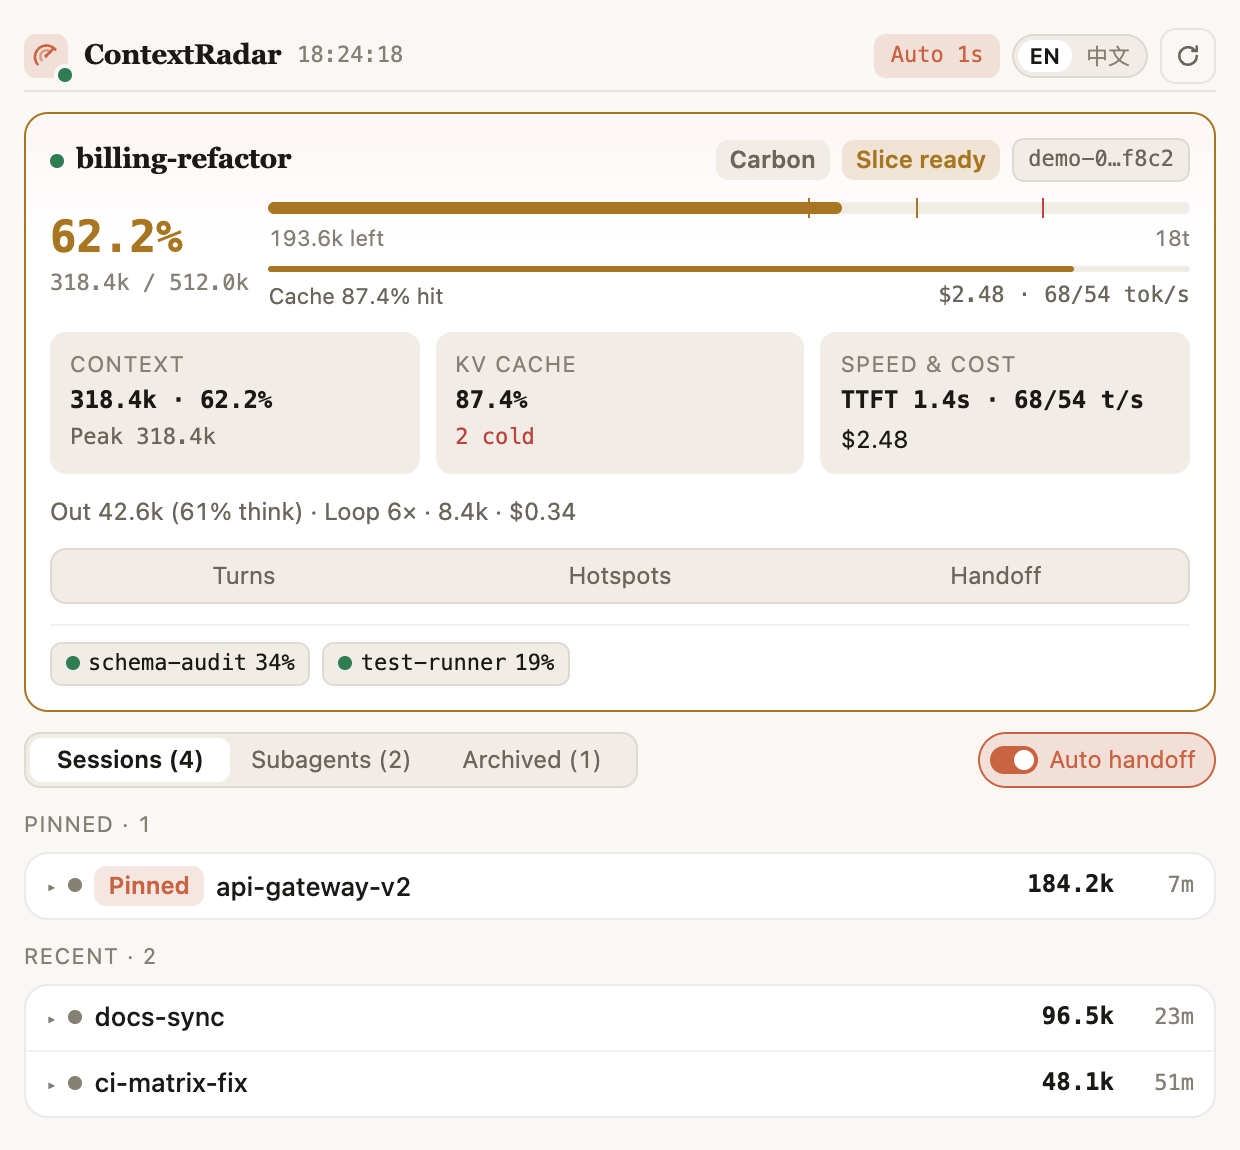 ContextRadar 18:24:18 Auto 1s EN 中文
billing-refactor Carbon Slice ready demo-0…f8c2
62.2%
318.4k / 512.0k
193.6k left 18t
Cache 87.4% hit $2.48 · 68/54 tok/s
CONTEXT
318.4k · 62.2%
Peak 318.4k
KV CACHE
87.4%
2 cold
SPEED & COST
TTFT 1.4s · 68/54 t/s
$2.48
Out 42.6k (61% think) · Loop 6× · 8.4k · $0.34
Turns Hotspots Handoff
schema-audit 34% test-runner 19%
Sessions (4) Subagents (2) Archived (1) Auto handoff
PINNED · 1
Pinned api-gateway-v2 184.2k 7m
RECENT · 2
docs-sync 96.5k 23m
ci-matrix-fix 48.1k 51m